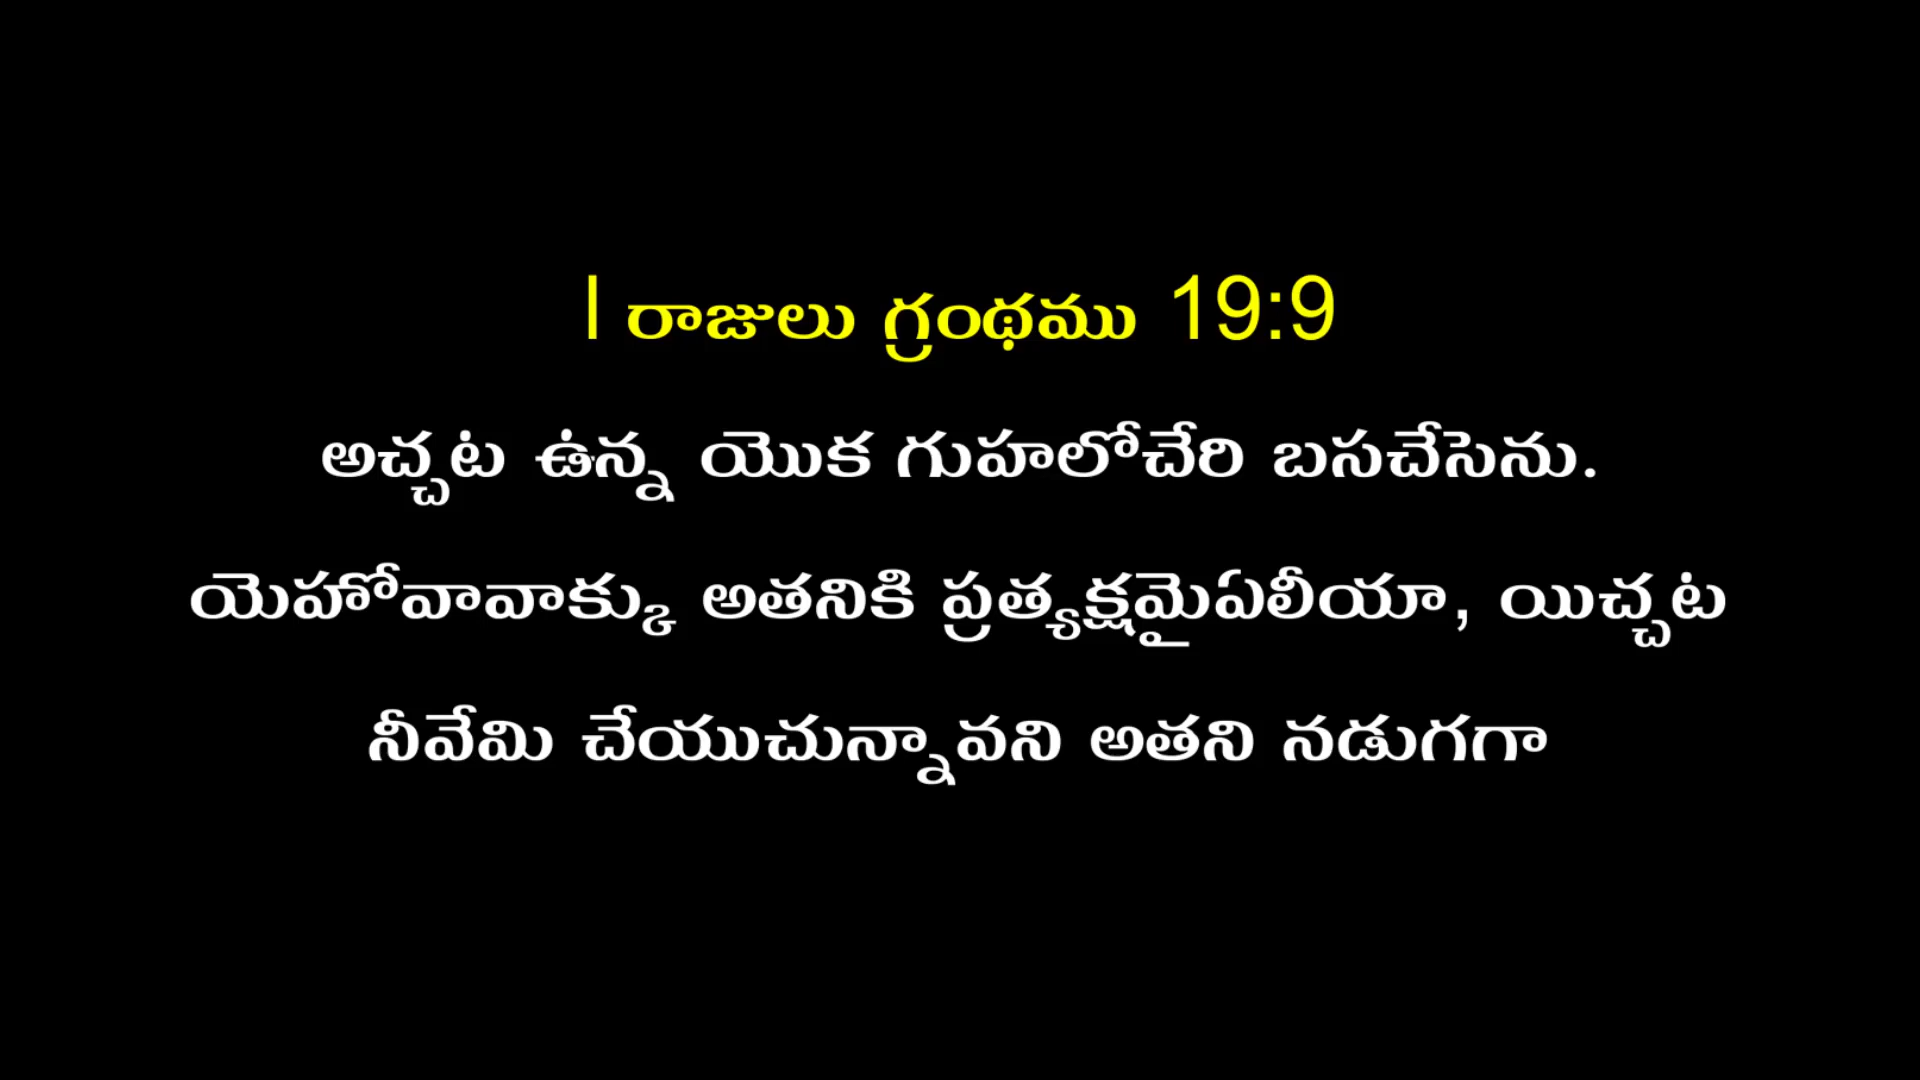 I రాజులు గ్రంథము 19:9
అచ్చట ఉన్న యొక గుహలోచేరి బసచేసెను.
యెహోవావాక్కు అతనికి ప్రత్యక్షమైఏలీయా, యిచ్చట
నీవేమి చేయుచున్నావని అతని నడుగగా